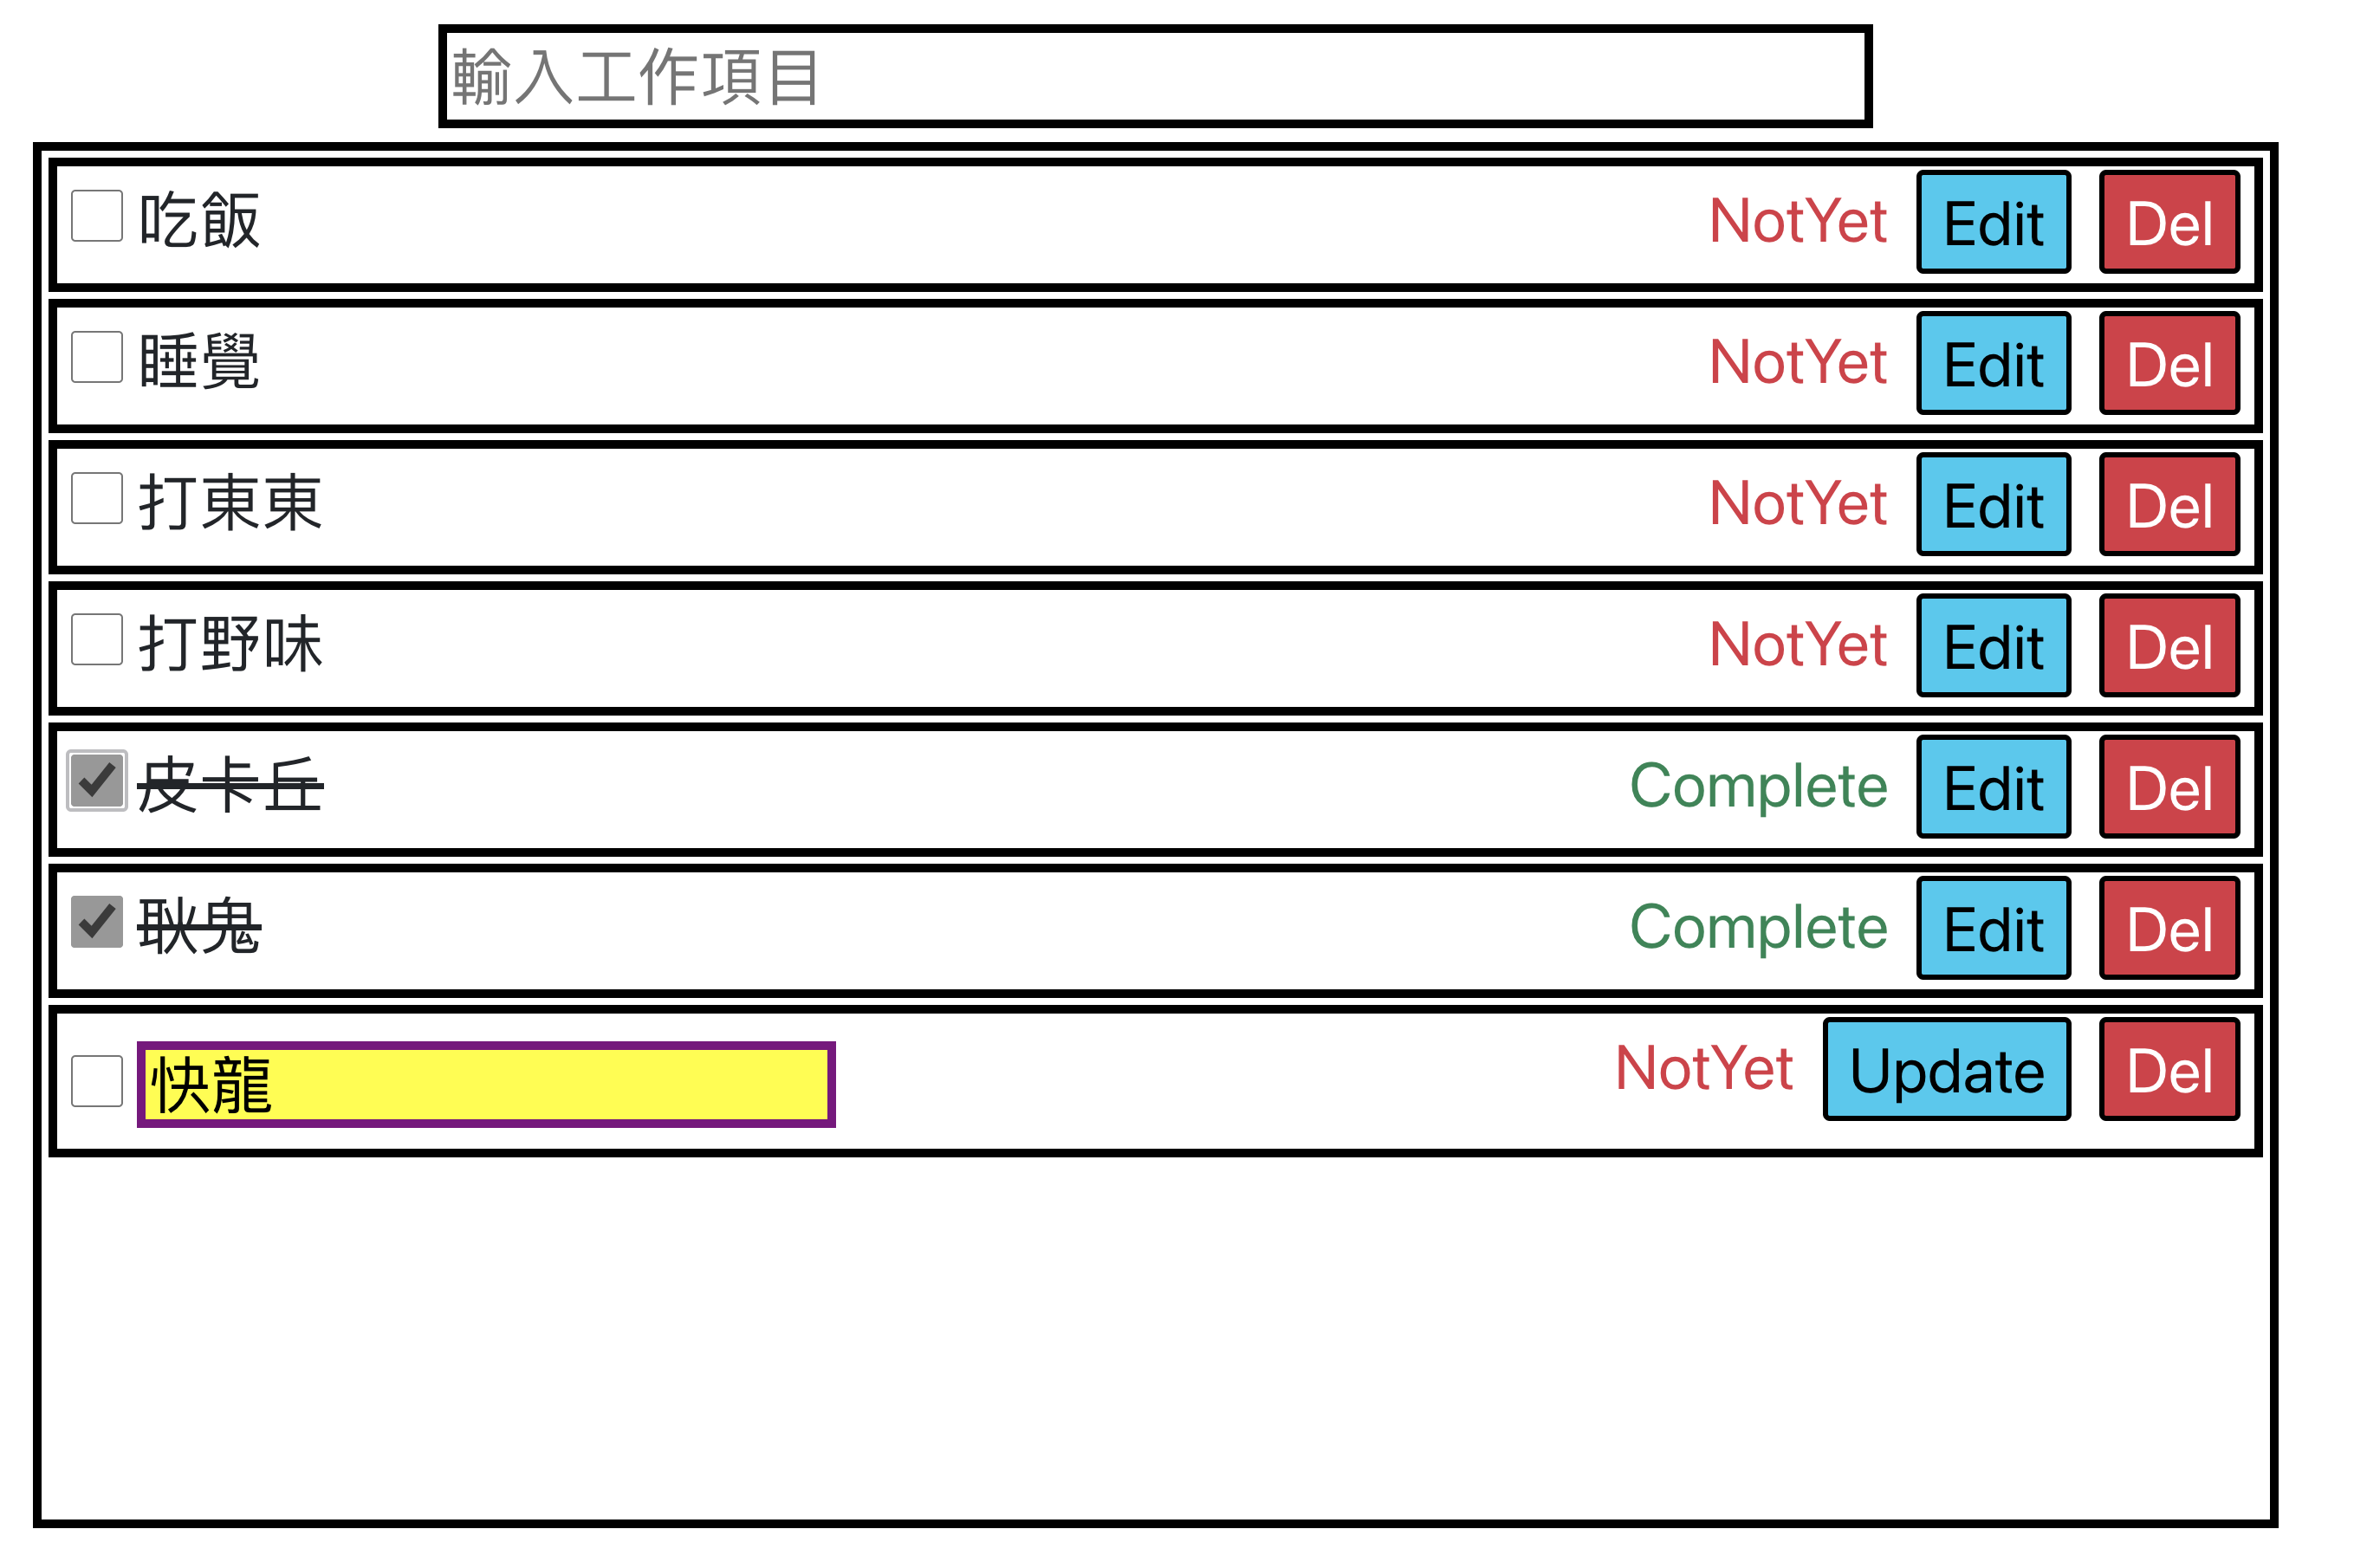 輸入工作項目
吃飯 NotYet Edit Del
睡覺 NotYet Edit Del
打東東 NotYet Edit Del
打野味 NotYet Edit Del
皮卡丘 Complete Edit Del
耿鬼 Complete Edit Del
快龍 NotYet Update Del